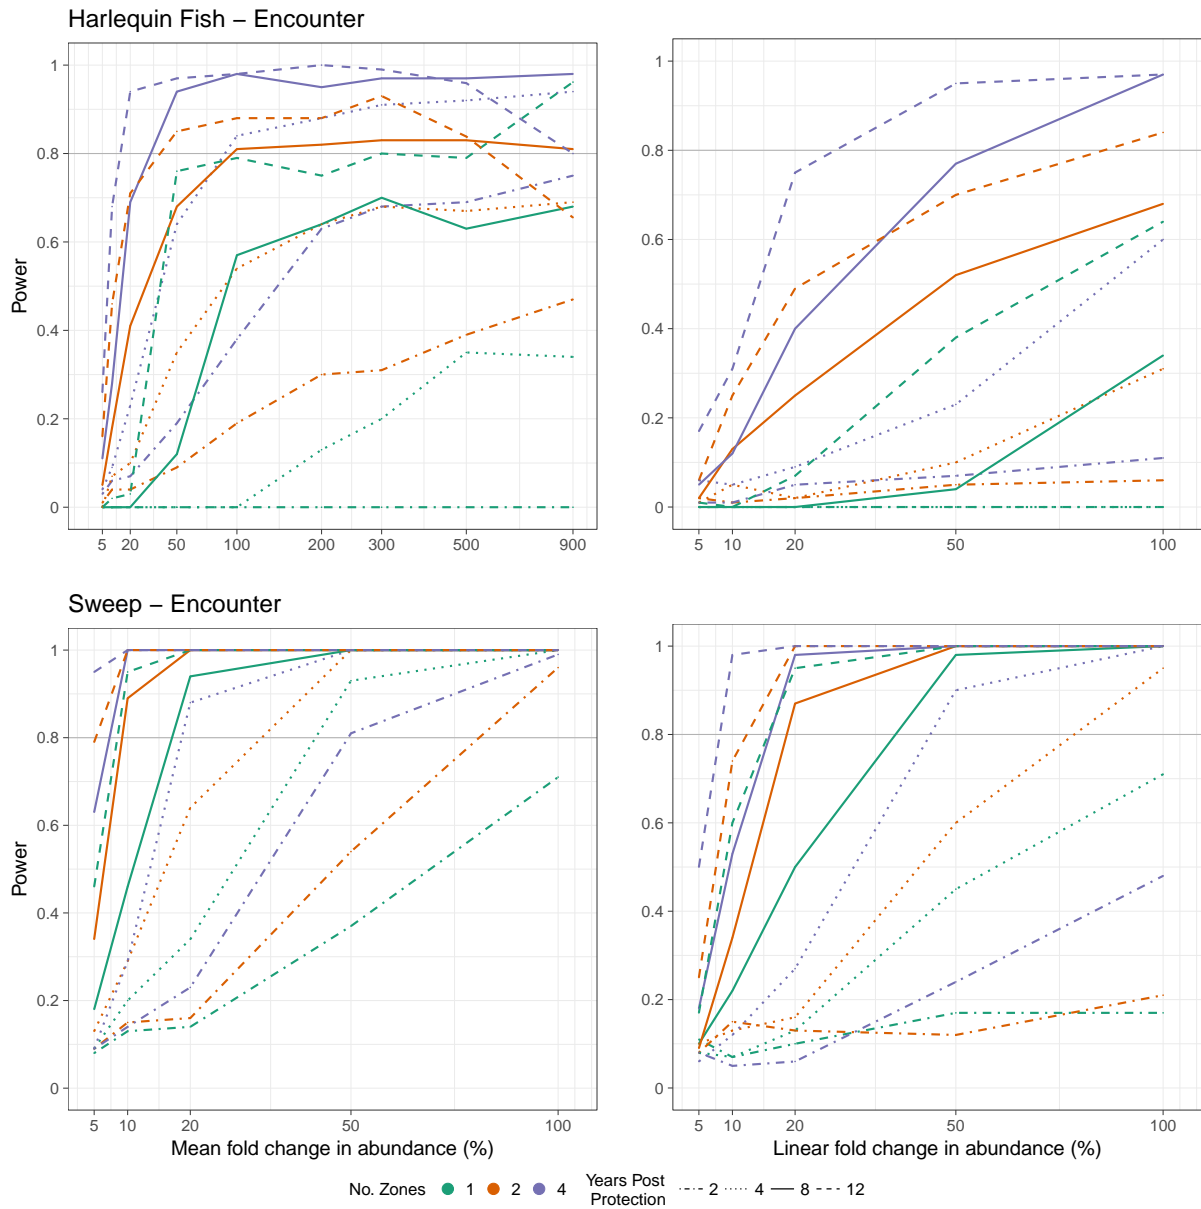 Harlequin Fish – Encounter
Power
1
0.8
0.6
0.4
0.2
0
5 20 50 100 200 300 500 900
1
0.8
0.6
0.4
0.2
0
5 10 20 50 100
Sweep – Encounter
Power
1
0.8
0.6
0.4
0.2
0
5 10 20 50 100
Mean fold change in abundance (%)
1
0.8
0.6
0.4
0.2
0
5 10 20 50 100
Linear fold change in abundance (%)
No. Zones 1 2 4
Years Post
Protection
2 4 8 12